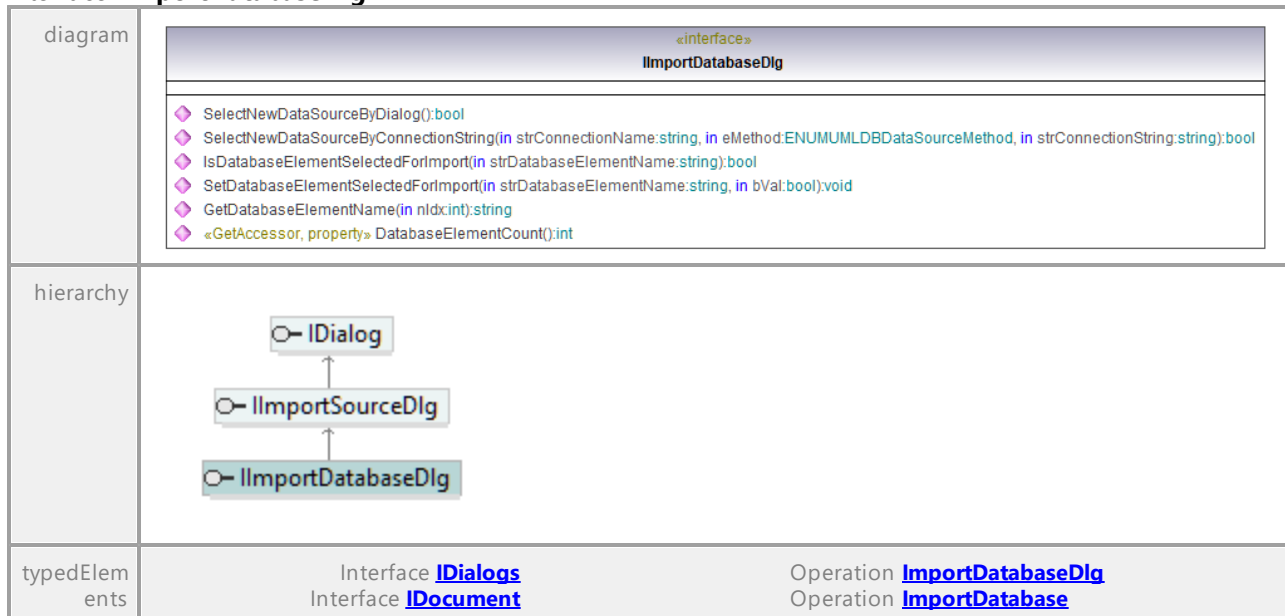 diagram
«interface»
IImportDatabaseDlg
SelectNewDataSourceByDialog():bool
SelectNewDataSourceByConnectionString(in strConnectionName:string, in eMethod:ENUMUMLDBDataSourceMethod, in strConnectionString:string):bool
IsDatabaseElementSelectedForImport(in strDatabaseElementName:string):bool
SetDatabaseElementSelectedForImport(in strDatabaseElementName:string, in bVal:bool):void
GetDatabaseElementName(in nIdx:int):string
«GetAccessor, property» DatabaseElementCount():int
hierarchy
IDialog
IImportSourceDlg
IImportDatabaseDlg
typedElem
ents
Interface IDialogs Operation ImportDatabaseDlg
Interface IDocument Operation ImportDatabase